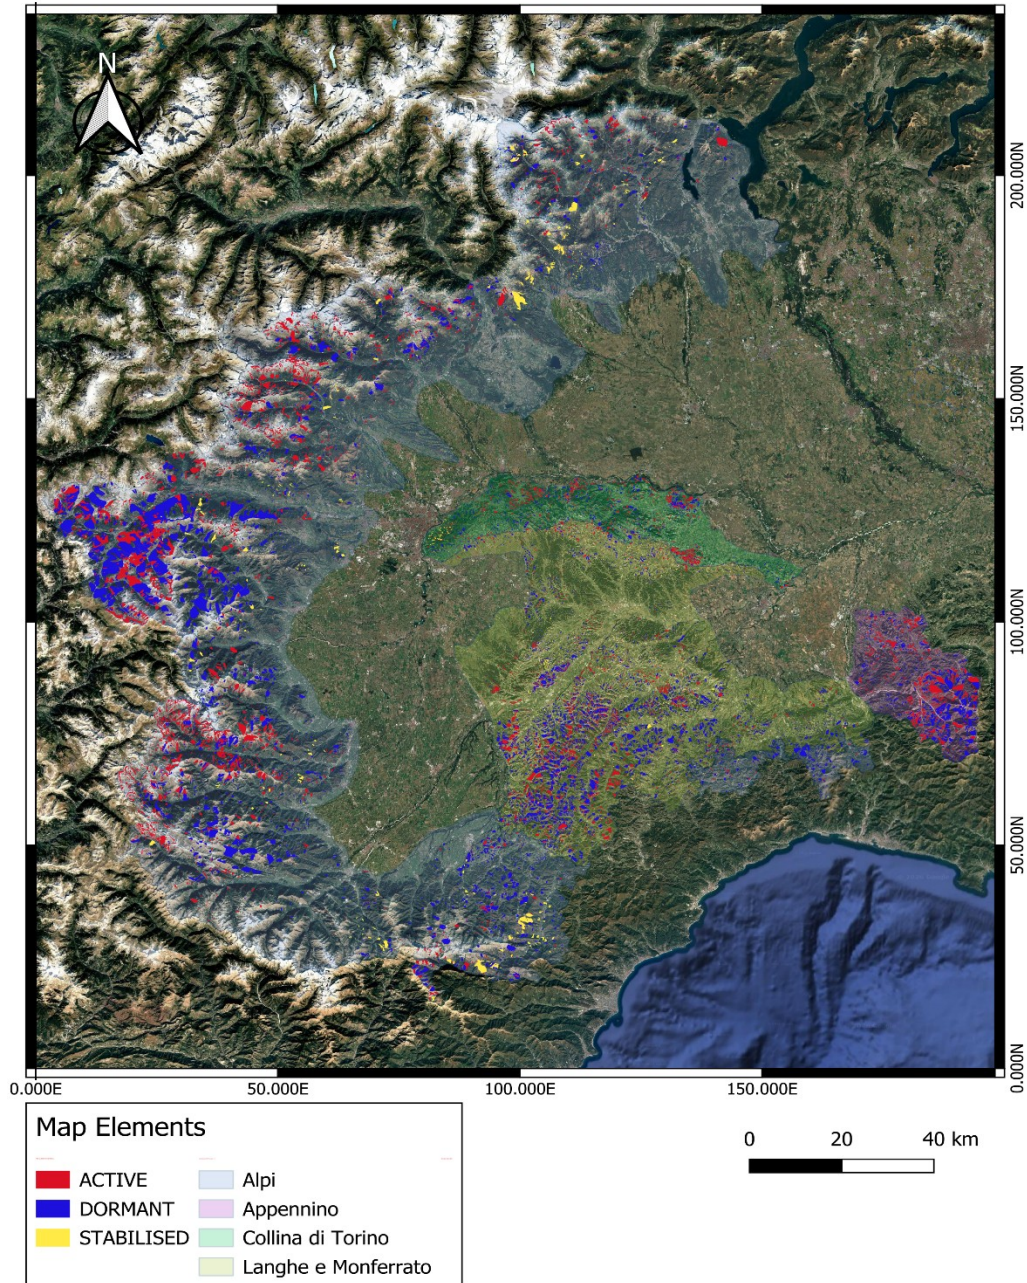 N
200.000N
150.000N
100.000N
50.000N
0.000N
0.000E
50.000E
100.000E
150.000E
Map Elements
ACTIVE
DORMANT
STABILISED
Alpi
Appennino
Collina di Torino
Langhe e Monferrato
0 20 40 km